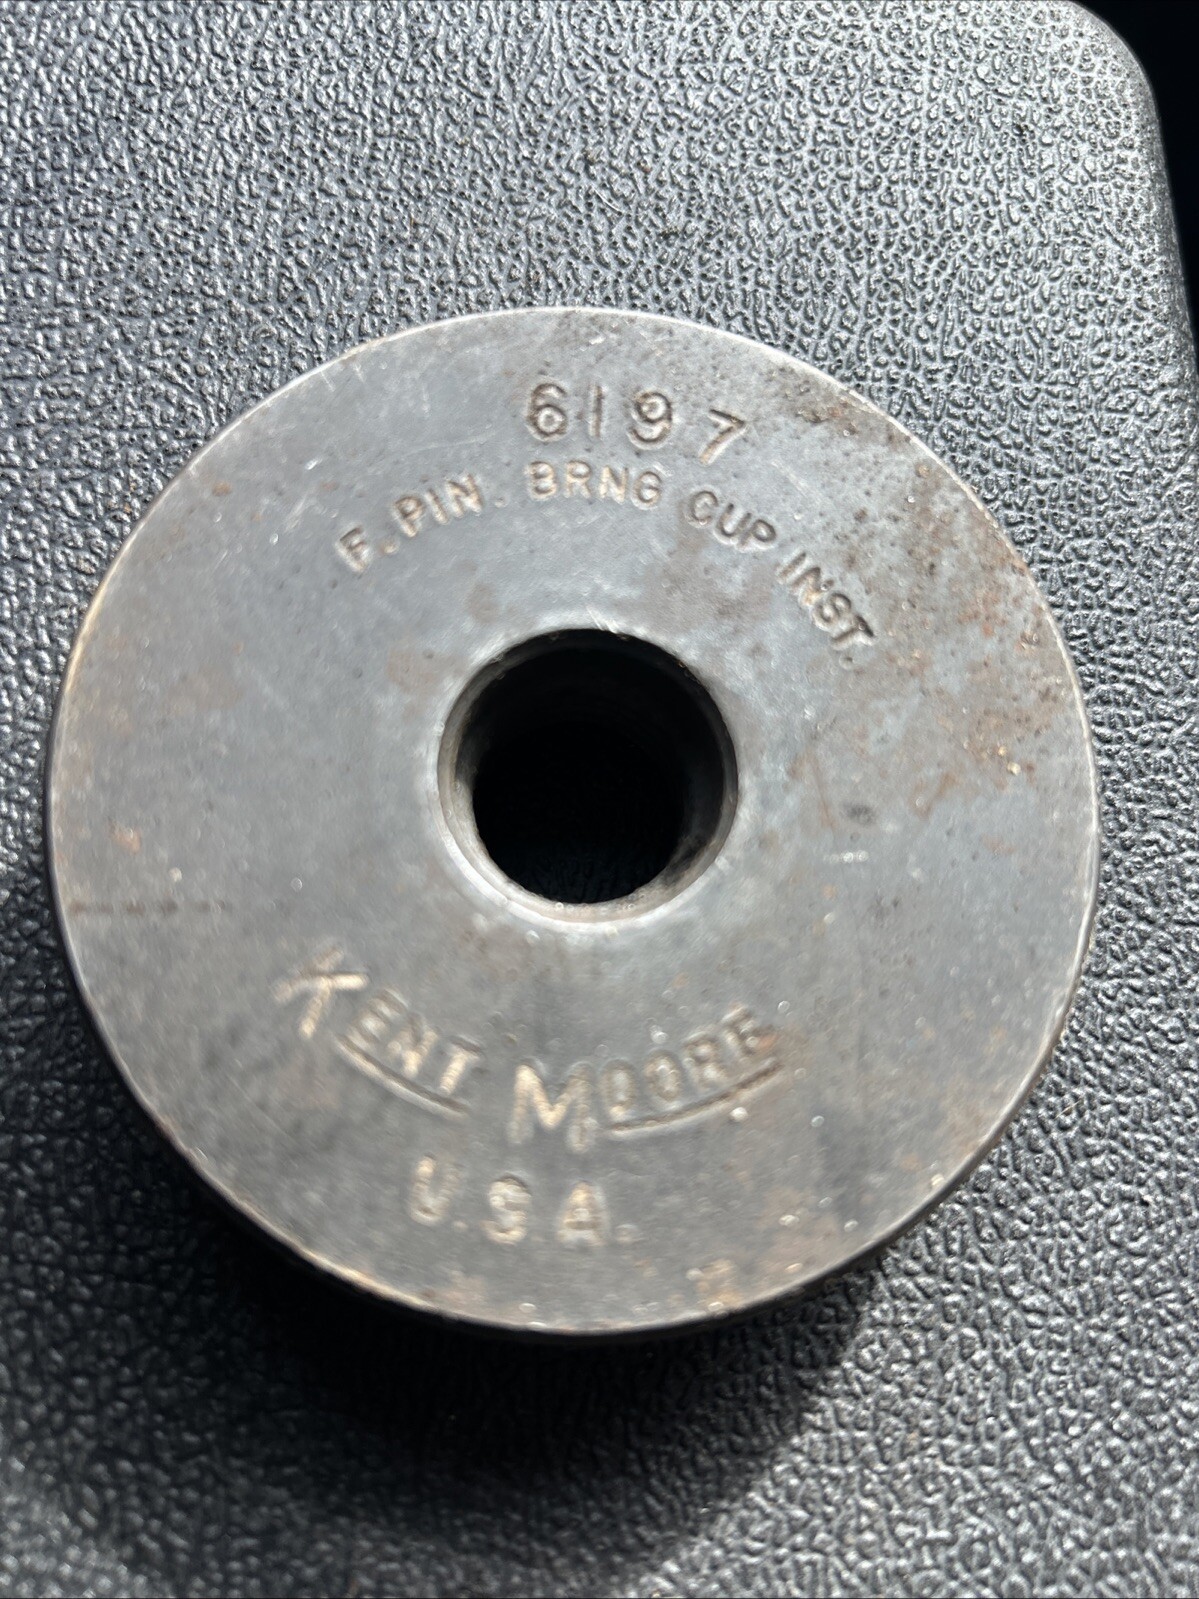 6197
F. PIN. BRNG CUP INST.
KENT MOORE
U.S.A.